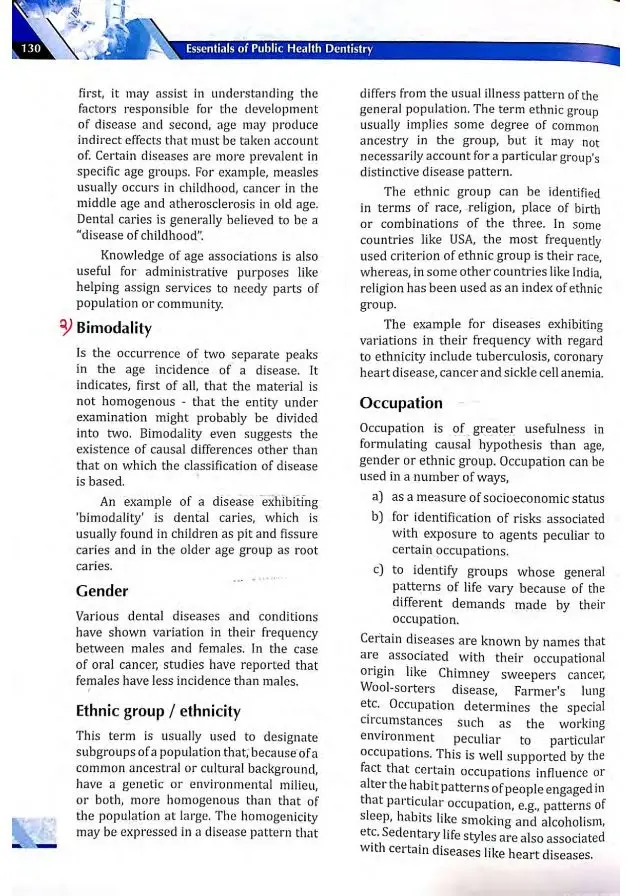 130
Essentials of Public Health Dentistry
first, it may assist in understanding the
factors responsible for the development
of disease and second, age may produce
indirect effects that must be taken account
of. Certain diseases are more prevalent in
specific age groups. For example, measles
usually occurs in childhood, cancer in the
middle age and atherosclerosis in old age.
Dental caries is generally believed to be a
“disease of childhood”.
Knowledge of age associations is also
useful for administrative purposes like
helping assign services to needy parts of
population or community.
2) Bimodality
Is the occurrence of two separate peaks
in the age incidence of a disease. It
indicates, first of all, that the material is
not homogenous - that the entity under
examination might probably be divided
into two. Bimodality even suggests the
existence of causal differences other than
that on which the classification of disease
is based.
An example of a disease exhibiting
'bimodality' is dental caries, which is
usually found in children as pit and fissure
caries and in the older age group as root
caries.
Gender
Various dental diseases and conditions
have shown variation in their frequency
between males and females. In the case
of oral cancer, studies have reported that
females have less incidence than males.
Ethnic group / ethnicity
This term is usually used to designate
subgroups of a population that, because of a
common ancestral or cultural background,
have a genetic or environmental milieu,
or both, more homogenous than that of
the population at large. The homogenicity
may be expressed in a disease pattern that
differs from the usual illness pattern of the
general population. The term ethnic group
usually implies some degree of common
ancestry in the group, but it may not
necessarily account for a particular group's
distinctive disease pattern.
The ethnic group can be identified
in terms of race, religion, place of birth
or combinations of the three. In some
countries like USA, the most frequently
used criterion of ethnic group is their race,
whereas, in some other countries like India,
religion has been used as an index of ethnic
group.
The example for diseases exhibiting
variations in their frequency with regard
to ethnicity include tuberculosis, coronary
heart disease, cancer and sickle cell anemia.
Occupation
Occupation is of greater usefulness in
formulating causal hypothesis than age,
gender or ethnic group. Occupation can be
used in a number of ways,
a) as a measure of socioeconomic status
b) for identification of risks associated
with exposure to agents peculiar to
certain occupations.
c) to identify groups whose general
patterns of life vary because of the
different demands made by their
occupation.
Certain diseases are known by names that
are associated with their occupational
origin like Chimney sweepers cancer,
Wool-sorters disease, Farmer's lung
etc. Occupation determines the special
circumstances such as the working
environment peculiar to particular
occupations. This is well supported by the
fact that certain occupations influence or
alter the habit patterns of people engaged in
that particular occupation, e.g., patterns of
sleep, habits like smoking and alcoholism,
etc. Sedentary life styles are also associated
with certain diseases like heart diseases.